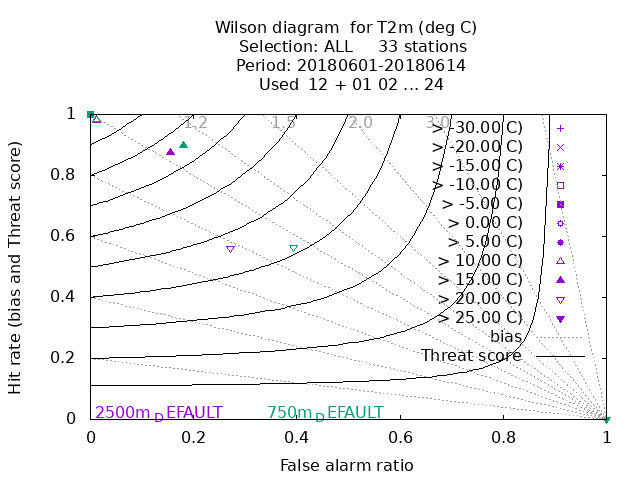 Wilson diagram  for T2m (deg C)
Selection: ALL     33 stations
Period: 20180601-20180614
Used  12 + 01 02 ... 24
Hit rate (bias and Threat score)
1
0.8
0.6
0.4
0.2
0
1.2
1.5
2.0
3.0
> -30.00 C)
> -20.00 C)
> -15.00 C)
> -10.00 C)
> -5.00 C)
> 0.00 C)
> 5.00 C)
> 10.00 C)
> 15.00 C)
> 20.00 C)
> 25.00 C)
bias
Threat score
2500m_DEFAULT 750m_DEFAULT
0 0.2 0.4 0.6 0.8 1
False alarm ratio